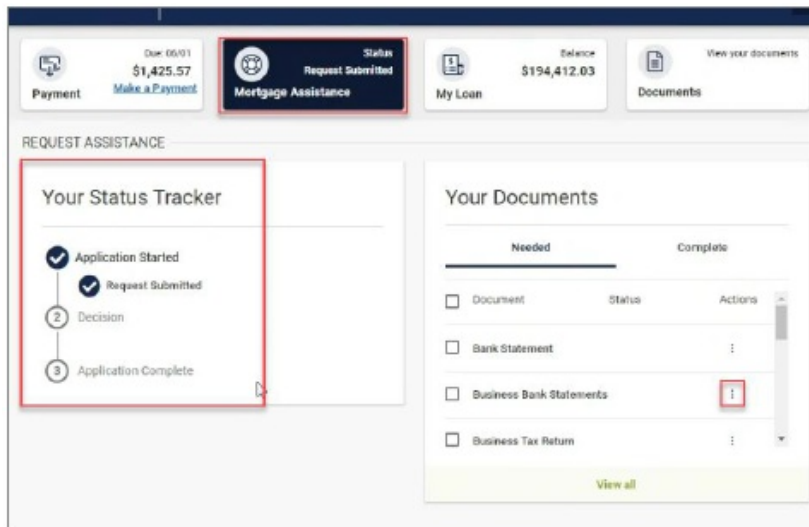 Due: 06/01
$1,425.57
Make a Payment
Payment
Status
Request Submitted
Mortgage Assistance
Balance
$194,412.03
My Loan
View your documents
Documents
REQUEST ASSISTANCE
Your Status Tracker
Application Started
Request Submitted
2 Decision
3 Application Complete
Your Documents
Needed Complete
Document Status Actions
Bank Statement
Business Bank Statements
Business Tax Return
View all